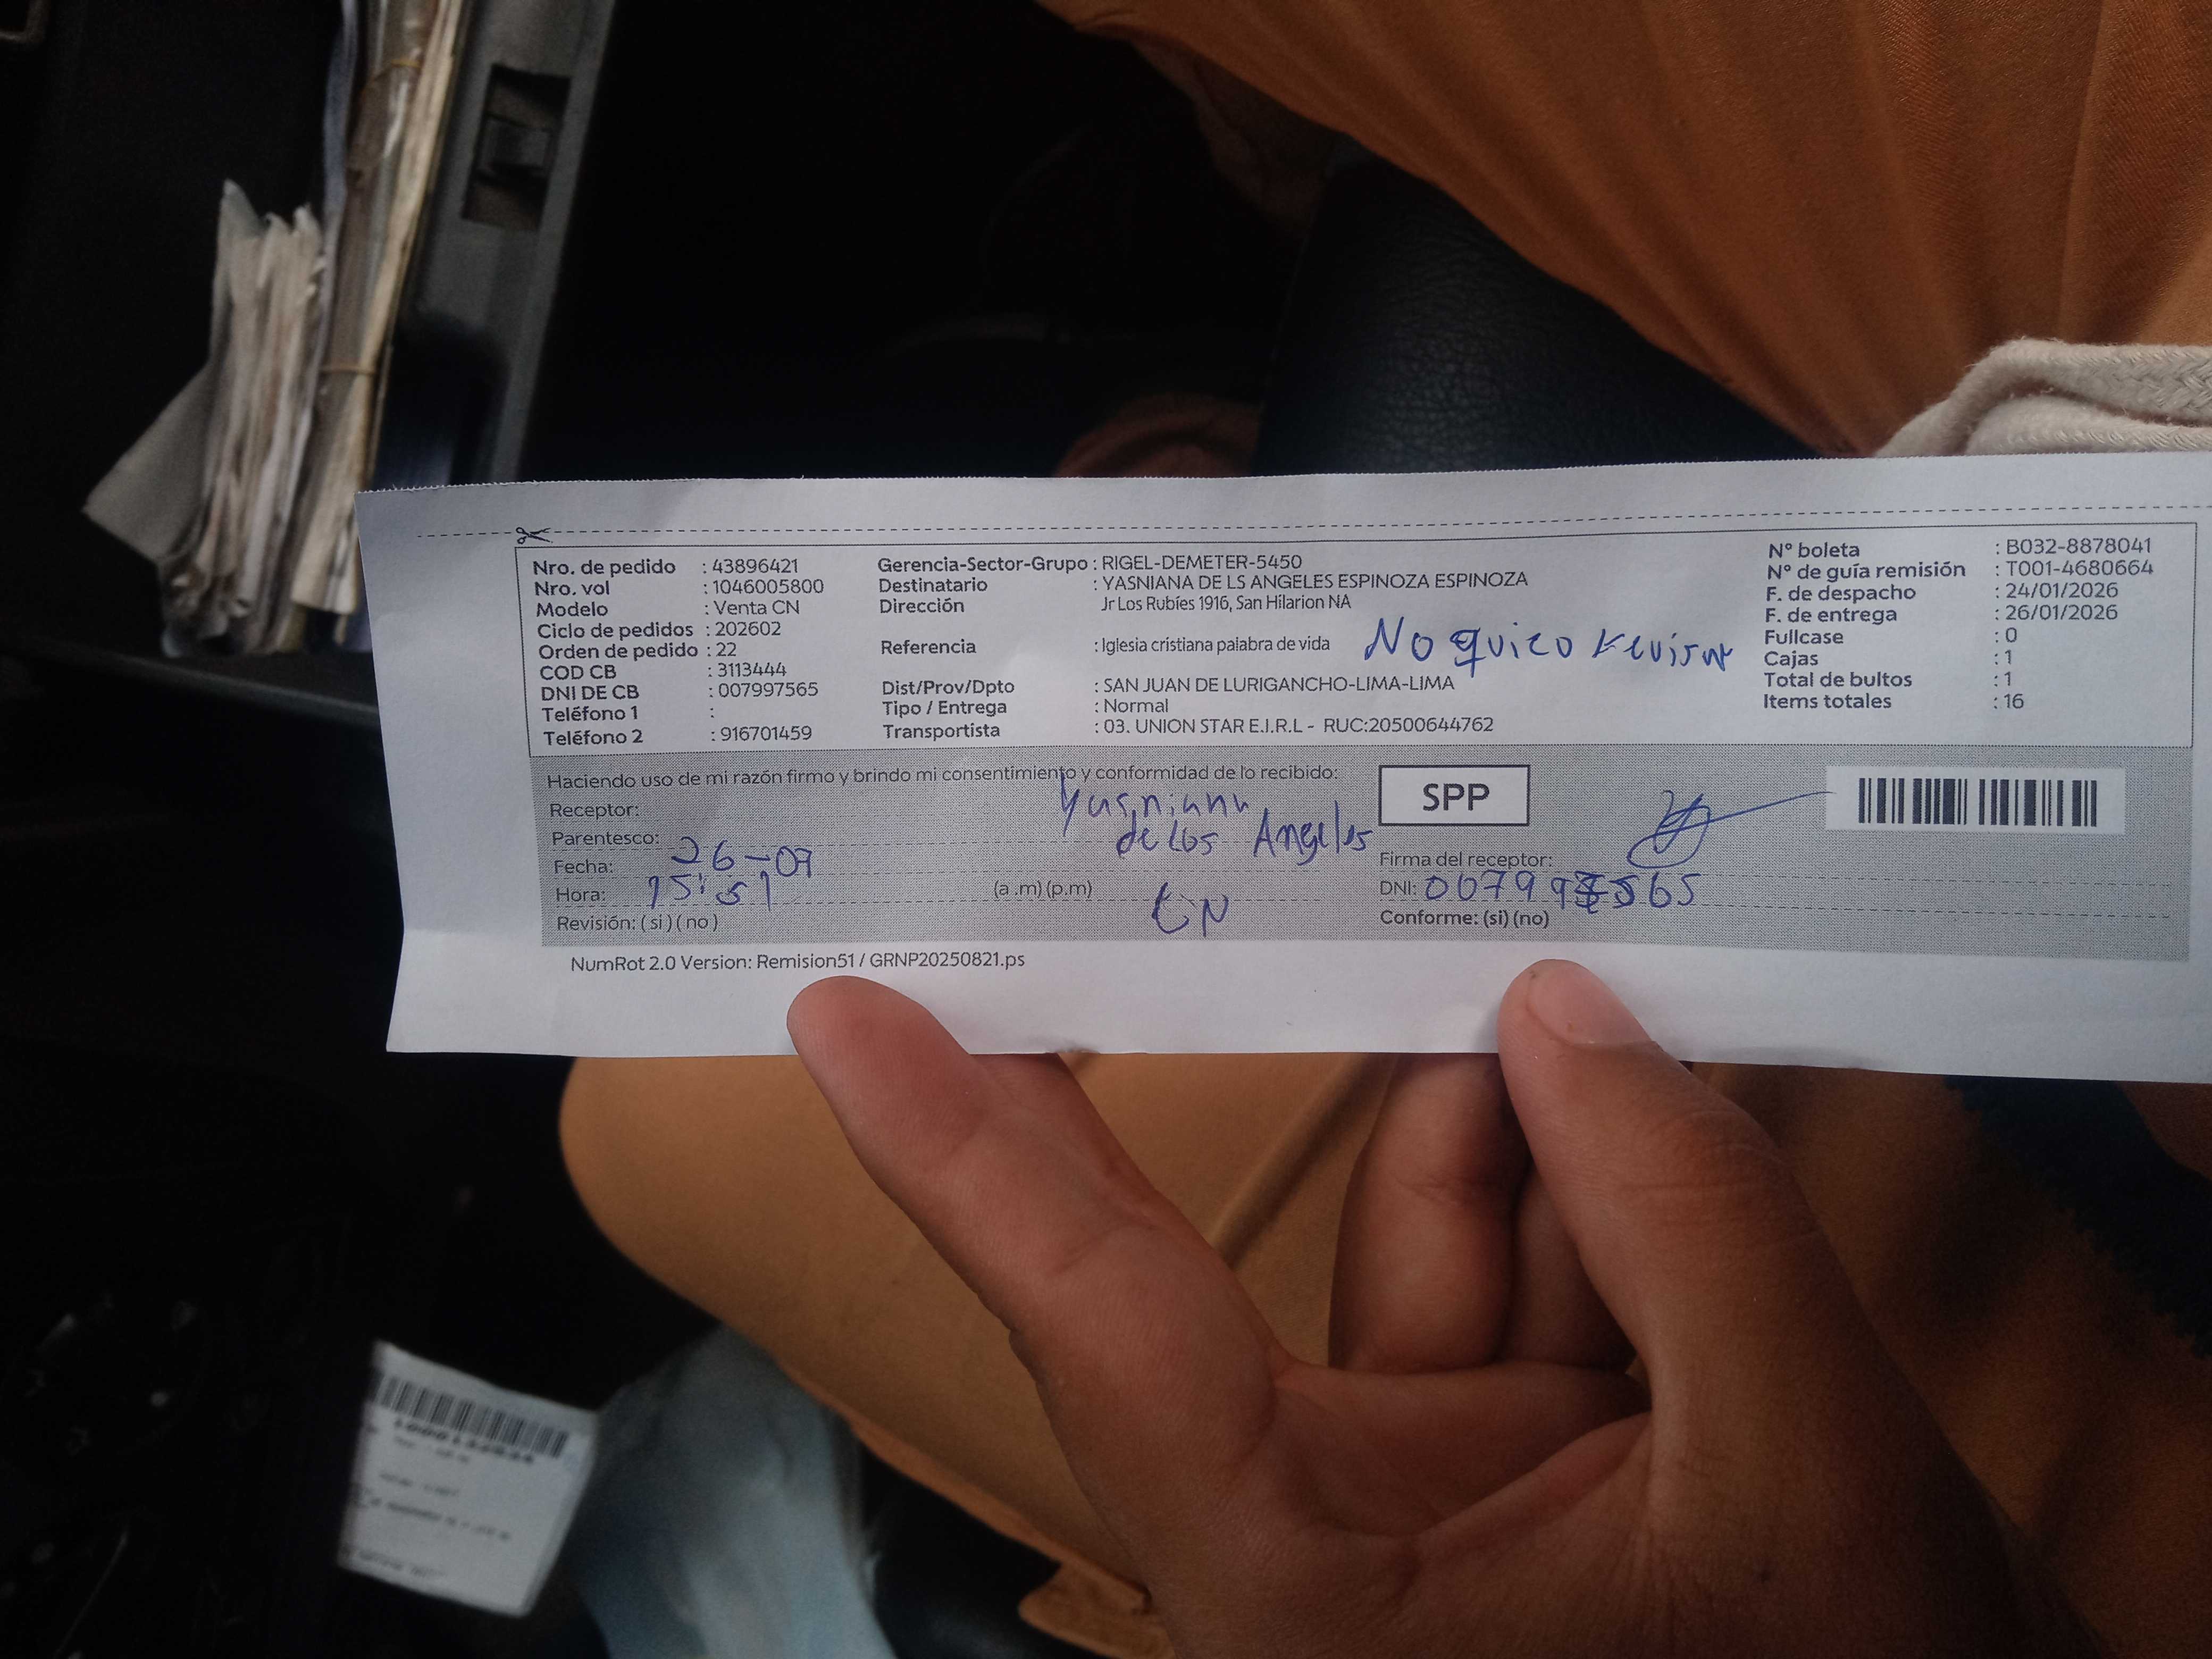 Nro. de pedido : 43896421
Nro. vol : 1046005800
Modelo : Venta CN
Ciclo de pedidos : 202602
Orden de pedido : 22
COD CB : 3113444
DNI DE CB : 007997565
Teléfono 1 :
Teléfono 2 : 916701459
Gerencia-Sector-Grupo : RIGEL-DEMETER-5450
Destinatario : YASNIANA DE LS ANGELES ESPINOZA ESPINOZA
Dirección Jr Los Rubíes 1916, San Hilarion NA
Referencia : Iglesia cristiana palabra de vida
No quico revisar
Dist/Prov/Dpto : SAN JUAN DE LURIGANCHO-LIMA-LIMA
Tipo / Entrega : Normal
Transportista : 03. UNION STAR E.I.R.L - RUC:20500644762
N° boleta : B032-8878041
N° de guía remisión : T001-4680664
F. de despacho : 24/01/2026
F. de entrega : 26/01/2026
Fullcase : 0
Cajas : 1
Total de bultos : 1
Items totales : 16
Haciendo uso de mi razón firmo y brindo mi consentimiento y conformidad de lo recibido:
Receptor: Yasniana
Parentesco: de Los Angeles
Fecha: 26-01
Hora: 15:51 (a .m) (p.m)
Revisión: ( si ) ( no )
CN
SPP
Firma del receptor:
DNI: 007997565
Conforme: (si) (no)
NumRot 2.0 Version: Remision51 / GRNP20250821.ps